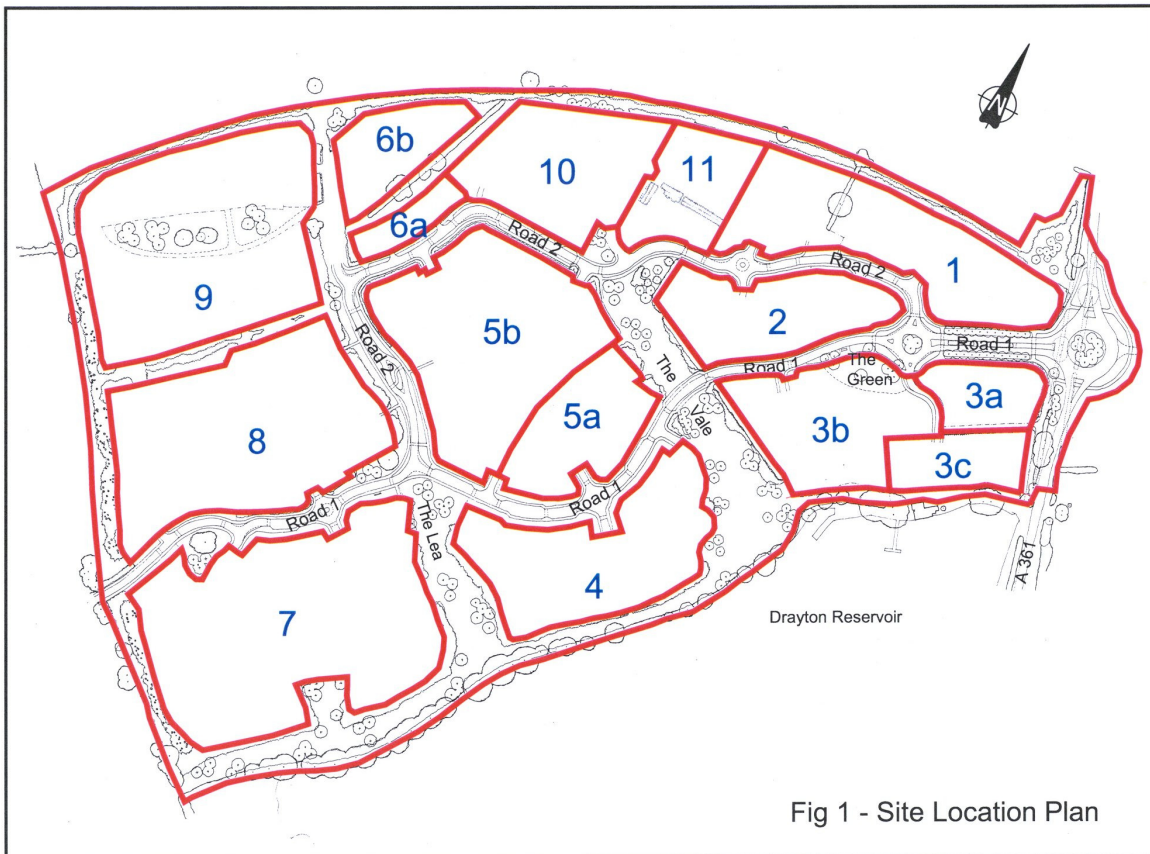 N
6b
10
11
6a
Road 2
9
Road 2
1
5b
2
Road 2
Road 1
The
Road 1
The
Green
3a
5a
Vale
3b
8
3c
Road 1
Road 1
The Lea
A 361
4
7
Drayton Reservoir
Fig 1 - Site Location Plan